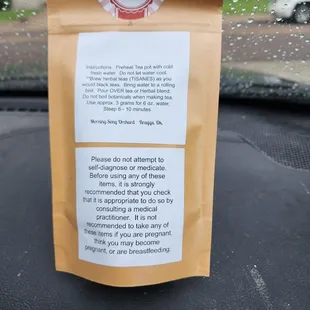 Instructions: Preheat Tea pot with cold
fresh water. Do not let water cool.
**Brew herbal teas (TISANES) as you
would black teas. Bring water to a rolling
boil. Pour OVER tea or Herbal blend.
Do not boil botanicals when making tea.
Use approx. 3 grams for 6 oz. water.
Steep 6 - 10 minutes
Morning Song Orchard. Braggs, Ok.
Please do not attempt to
self-diagnose or medicate.
Before using any of these
items, it is strongly
recommended that you check
that it is appropriate to do so by
consulting a medical
practitioner. It is not
recommended to take any of
these items if you are pregnant,
think you may become
pregnant, or are breastfeeding.